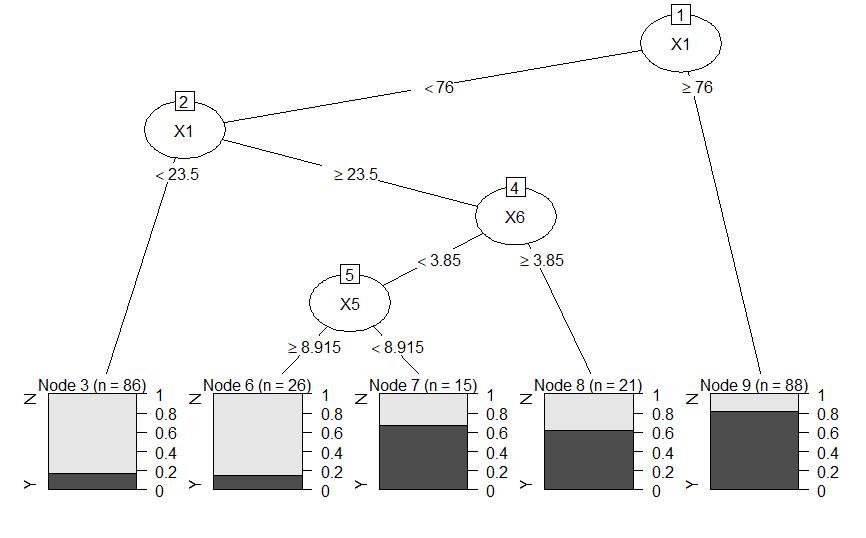 1
X1
< 76
≥ 76
2
X1
< 23.5
≥ 23.5
4
X6
< 3.85
≥ 3.85
5
X5
≥ 8.915
< 8.915
Node 3 (n = 86)
N
Y
1
0.8
0.6
0.4
0.2
0
Node 6 (n = 26)
N
Y
1
0.8
0.6
0.4
0.2
0
Node 7 (n = 15)
N
Y
1
0.8
0.6
0.4
0.2
0
Node 8 (n = 21)
N
Y
1
0.8
0.6
0.4
0.2
0
Node 9 (n = 88)
N
Y
1
0.8
0.6
0.4
0.2
0